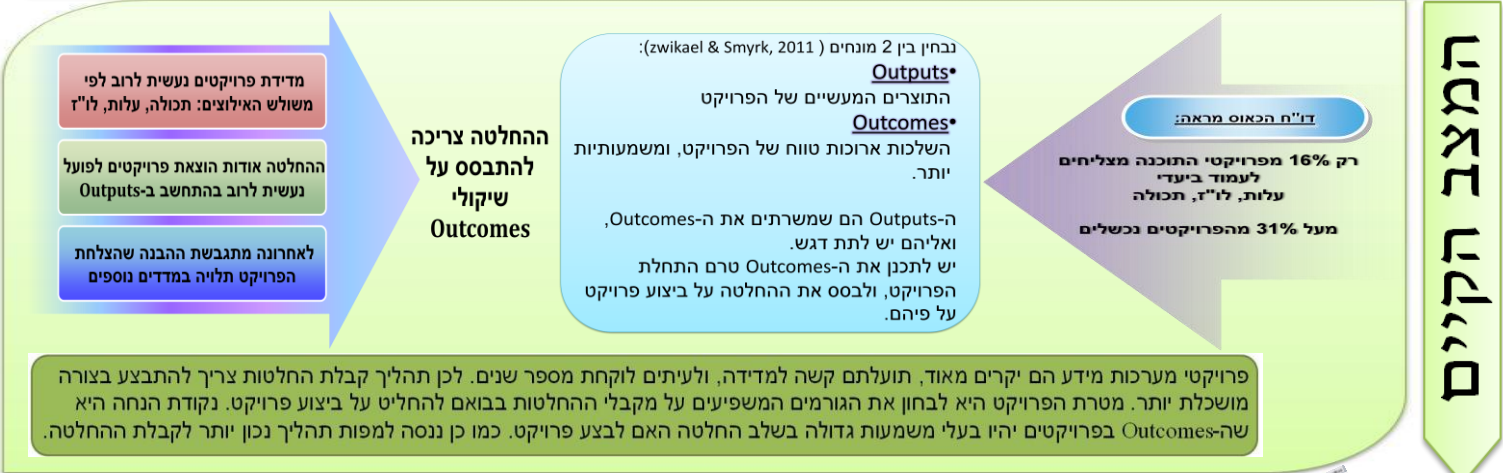 המצב הקיים
דו"ח הכאוס מראה:
רק 16% מפרויקטי התוכנה מצליחים
לעמוד ביעדי
עלות, לו"ז, תכולה
מעל 31% מהפרויקטים נכשלים
נבחין בין 2 מונחים ( zwikael & Smyrk, 2011):
•Outputs
התוצרים המעשיים של הפרויקט
•Outcomes
השלכות ארוכות טווח של הפרויקט, ומשמעותיות
יותר.
ה-Outputs הם שמשרתים את ה-Outcomes,
ואליהם יש לתת דגש.
יש לתכנן את ה-Outcomes טרם התחלת
הפרויקט, ולבסס את ההחלטה על ביצוע פרויקט
על פיהם.
ההחלטה צריכה
להתבסס על
שיקולי
Outcomes
מדידת פרויקטים נעשית לרוב לפי
משולש האילוצים: תכולה, עלות, לו"ז
ההחלטה אודות הוצאת פרויקטים לפועל
נעשית לרוב בהתחשב ב-Outputs
לאחרונה מתגבשת ההבנה שהצלחת
הפרויקט תלויה במדדים נוספים
פרויקטי מערכות מידע הם יקרים מאוד, תועלתם קשה למדידה, ולעיתים לוקחת מספר שנים. לכן תהליך קבלת החלטות צריך להתבצע בצורה
מושכלת יותר. מטרת הפרויקט היא לבחון את הגורמים המשפיעים על מקבלי ההחלטות בבואם להחליט על ביצוע פרויקט. נקודת הנחה היא
שה-Outcomes בפרויקטים יהיו בעלי משמעות גדולה בשלב החלטה האם לבצע פרויקט. כמו כן ננסה למפות תהליך נכון יותר לקבלת ההחלטה.